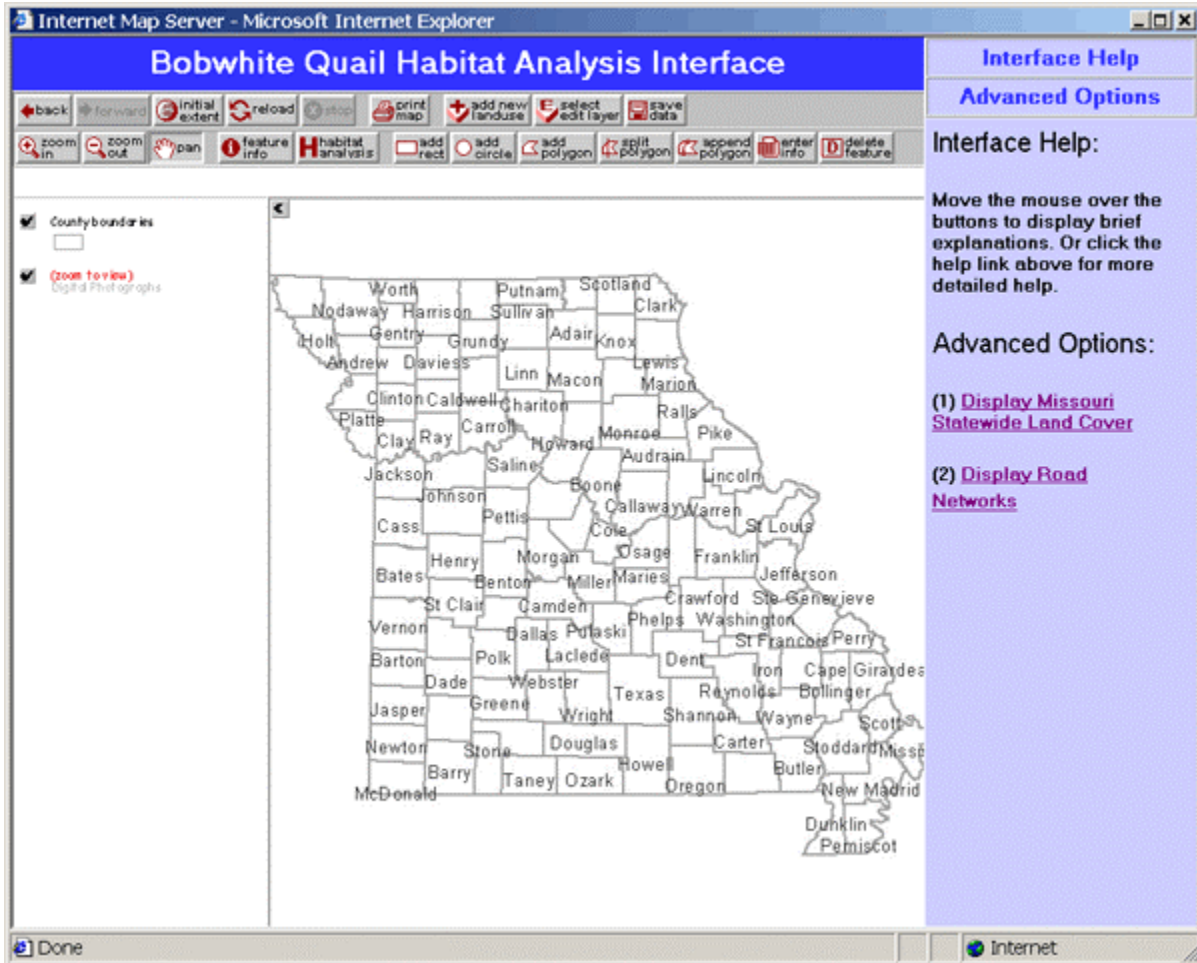 Internet Map Server - Microsoft Internet Explorer
Bobwhite Quail Habitat Analysis Interface
Interface Help
Advanced Options
back forward initial extent reload stop print map add new landuse select edit layer save data
zoom in zoom out pan feature info habitat analysis add rect add circle add polygon split polygon append polygon enter info delete feature
County boundaries
(zoom to view)
Digital Photographs
Worth Putnam Scotland
Nodaway Harrison Sullivan Clark
Holt Gentry Grundy Adair Knox
Andrew Daviess Linn Macon Lewis
Clinton Caldwell Chariton Marion
Platte Carroll Ralls
Clay Ray Howard Monroe Pike
Jackson Saline Audrain Lincoln
Johnson Boone
Cass Pettis Callaway Warren St Louis
Cole
Henry Morgan Osage Franklin
Bates Benton Miller Maries Jefferson
St Clair Camden Crawford Ste Genevieve
Vernon Dallas Pulaski Phelps Washington
St Francois Perry
Barton Polk Laclede Dent Iron Cape Girardea
Dade Webster Texas Reynolds Bollinger
Jasper Greene Wright Shannon Wayne Scott
Newton Stone Douglas Carter Stoddard Misse
Barry Taney Ozark Howell Oregon Butler
McDonald New Madrid
Dunklin
Pemiscot
Interface Help:
Move the mouse over the
buttons to display brief
explanations. Or click the
help link above for more
detailed help.
Advanced Options:
(1) Display Missouri
Statewide Land Cover
(2) Display Road
Networks
Done
Internet